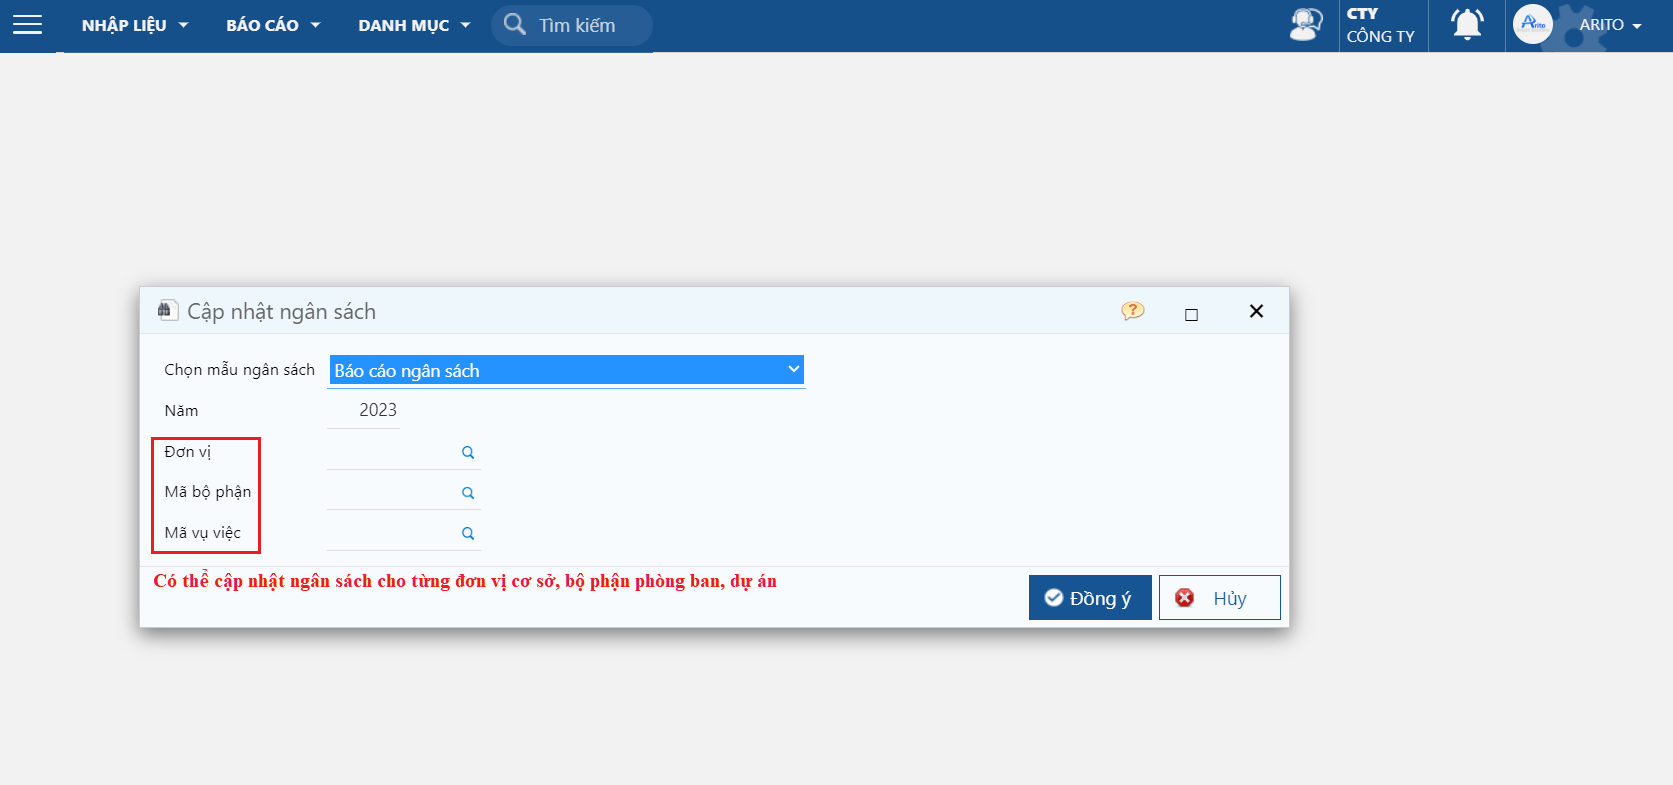 NHẬP LIỆU
BÁO CÁO
DANH MỤC
Tìm kiếm
CTY
CÔNG TY
Arito
ARITO
Cập nhật ngân sách
?
Chọn mẫu ngân sách
Báo cáo ngân sách
Năm
2023
Đơn vị
Mã bộ phận
Mã vụ việc
Có thể cập nhật ngân sách cho từng đơn vị cơ sở, bộ phận phòng ban, dự án
Đồng ý
Hủy